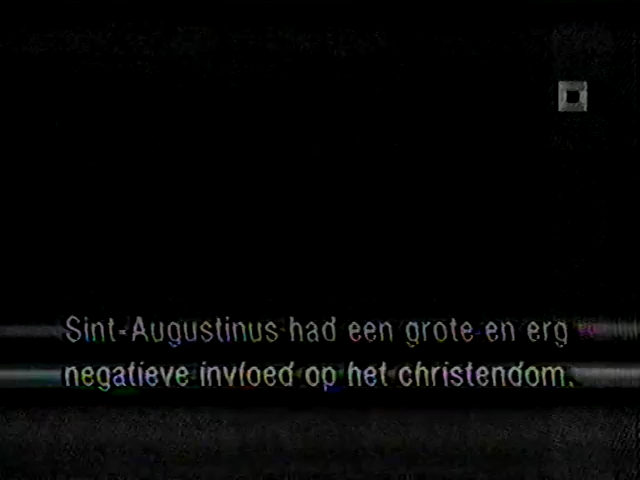 Sint-Augustinus had een grote en erg
negatieve invloed op het christendom.